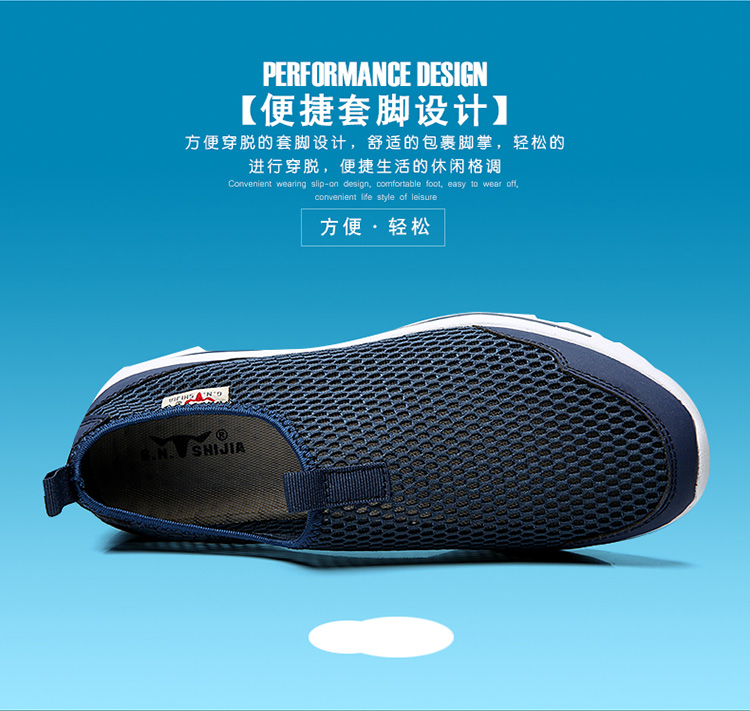 PERFORMANCE DESIGN
【便捷套脚设计】
方便穿脱的套脚设计，舒适的包裹脚掌，轻松的
进行穿脱，便捷生活的休闲格调
Convenient wearing slip-on design, comfortable foot, easy to wear off,
convenient life style of leisure
方便·轻松
G.N.SHIJIA
G.N. SHIJIA®